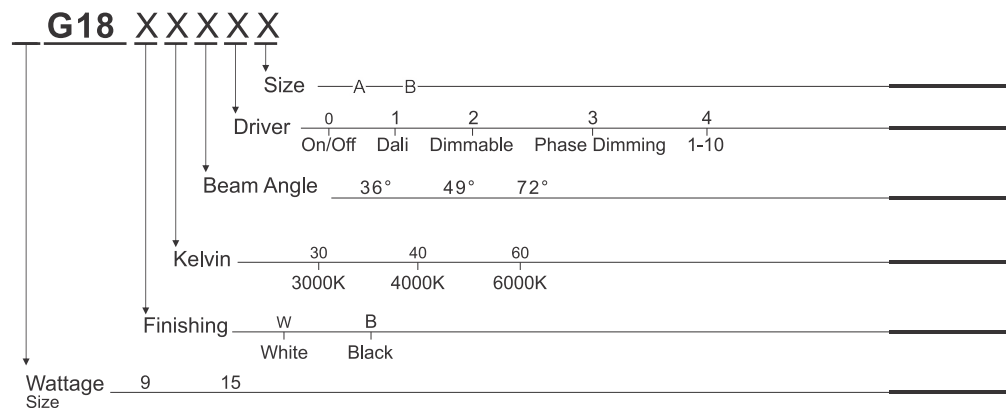 G18 X X X X X
Size A B
Driver 0 1 2 3 4
On/Off Dali Dimmable Phase Dimming 1-10
Beam Angle 36° 49° 72°
Kelvin 30 40 60
3000K 4000K 6000K
Finishing W B
White Black
Wattage 9 15
Size